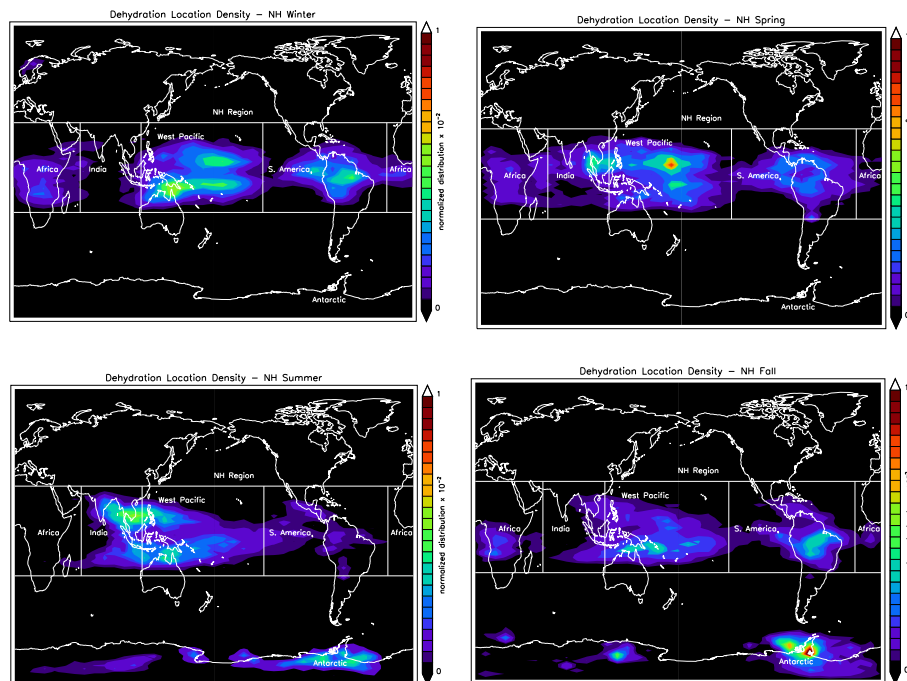 Dehydration Location Density – NH Winter
1
NH Region
West Pacific
Africa
India
S. America
Africa
Antarctic
normalized distribution × 10⁻²
0
Dehydration Location Density – NH Spring
NH Region
West Pacific
Africa
India
S. America
Africa
Antarctic
Dehydration Location Density – NH Summer
1
NH Region
West Pacific
Africa
India
S. America
Africa
Antarctic
normalized distribution × 10⁻²
0
Dehydration Location Density – NH Fall
NH Region
West Pacific
Africa
India
S. America
Africa
Antarctic